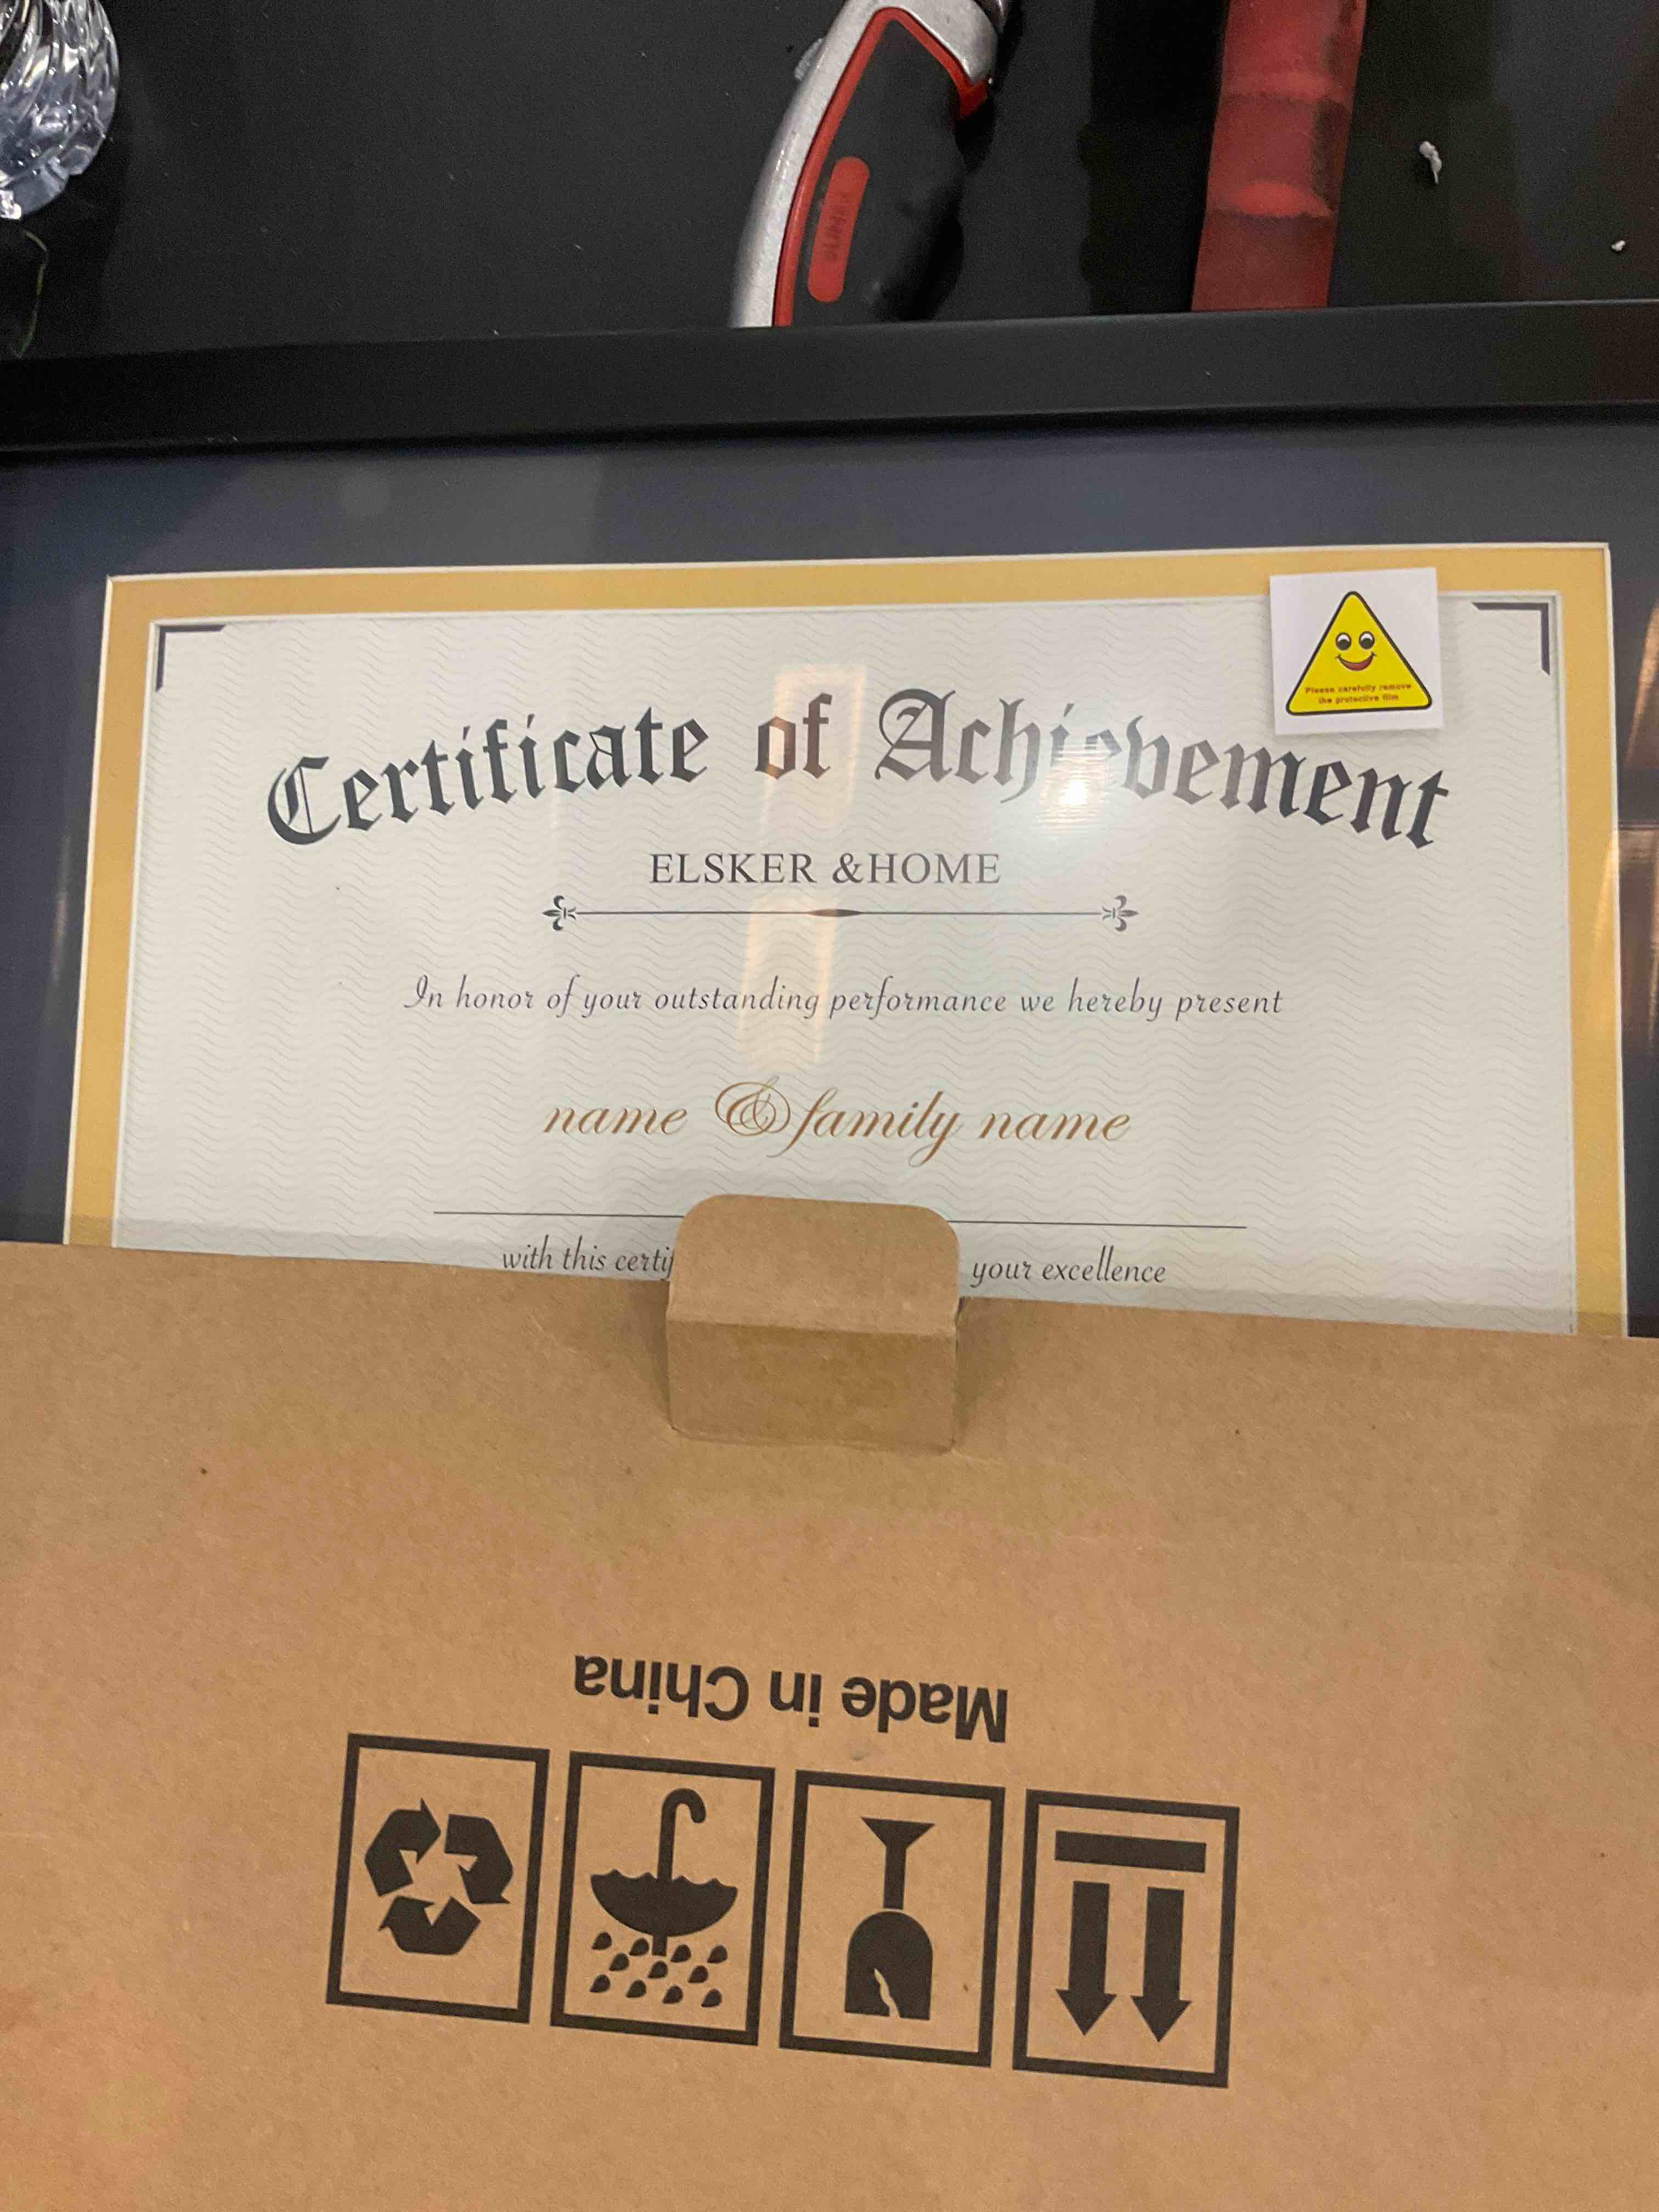 Certificate of Achievement
Please carefully remove
the protective film
ELSKER &HOME
In honor of your outstanding performance we hereby present
name & family name
with this certif
your excellence
Made in China